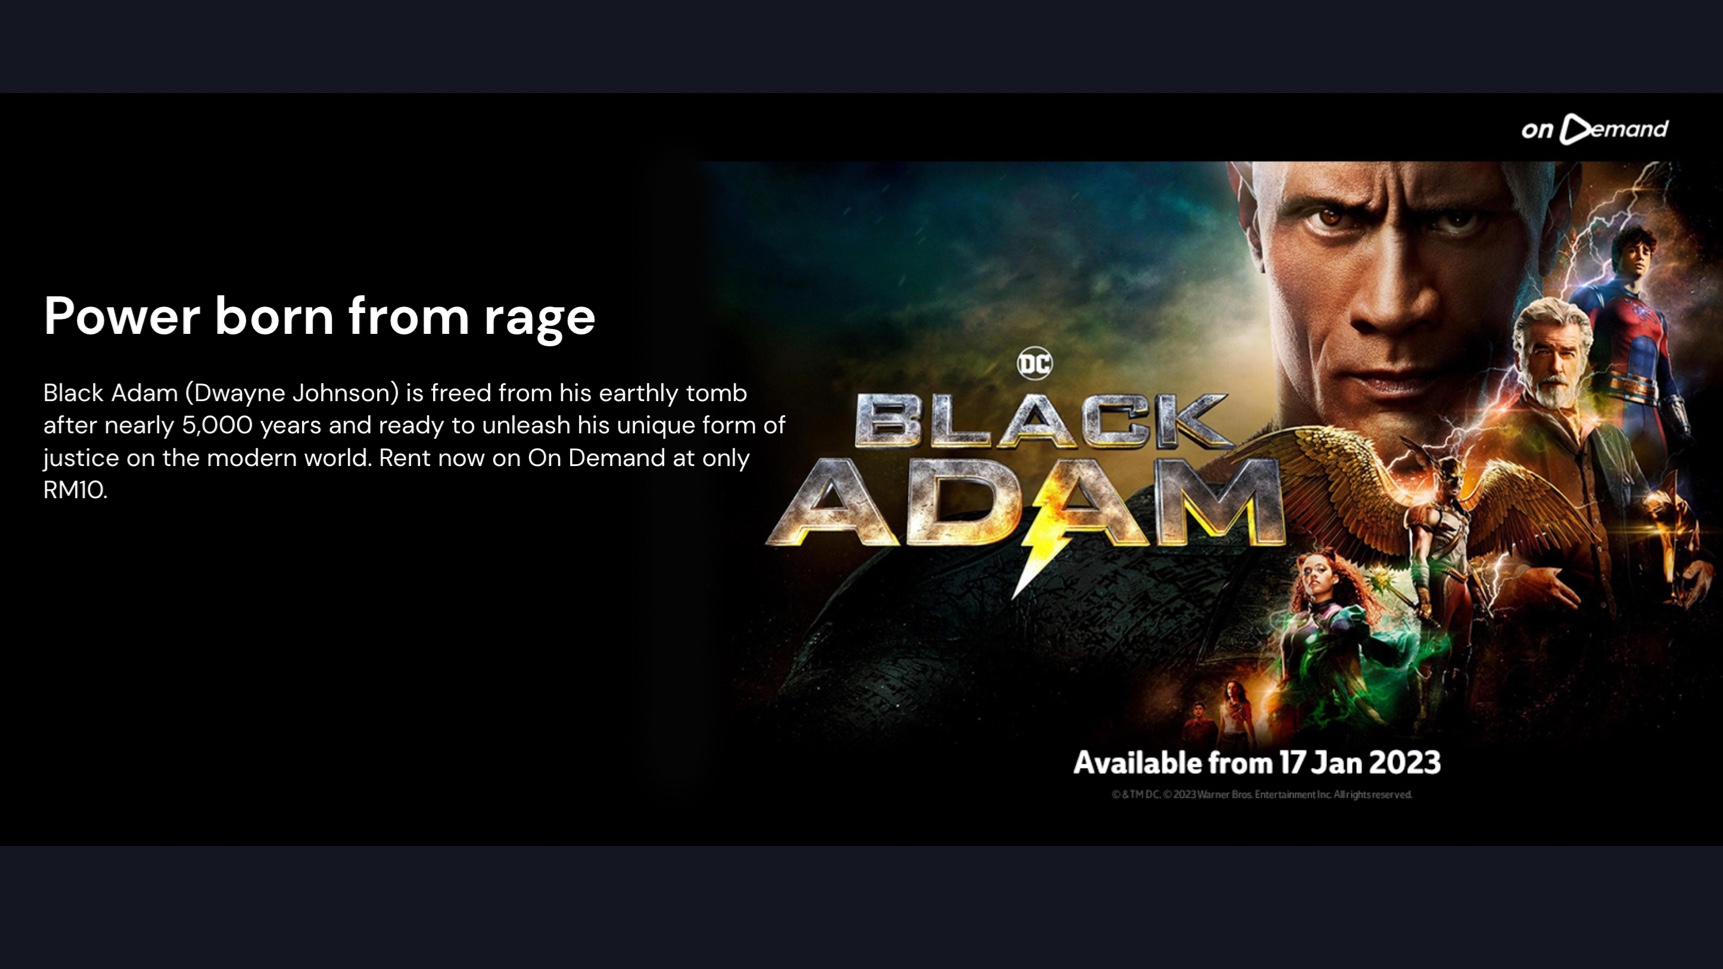 on Demand
Power born from rage
Black Adam (Dwayne Johnson) is freed from his earthly tomb
after nearly 5,000 years and ready to unleash his unique form of
justice on the modern world. Rent now on On Demand at only
RM10.
DC
BLACK
ADAM
Available from 17 Jan 2023
© & TM DC. © 2023 Warner Bros. Entertainment Inc. All rights reserved.